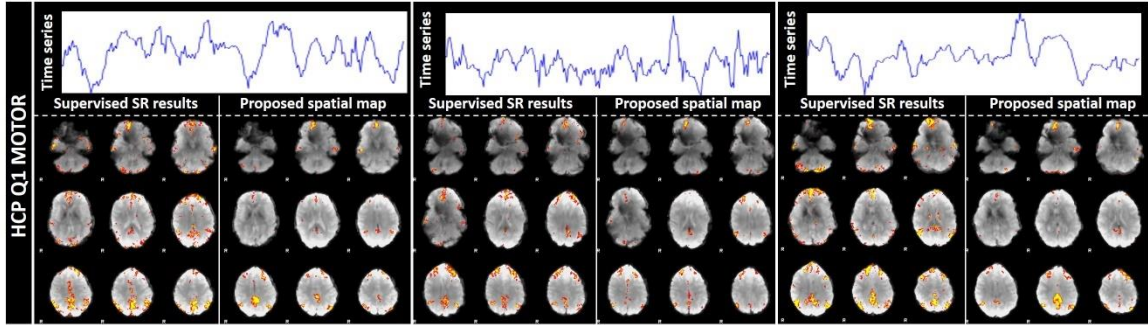 HCP Q1 MOTOR
Time series
Supervised SR results
Proposed spatial map
Time series
Supervised SR results
Proposed spatial map
Time series
Supervised SR results
Proposed spatial map